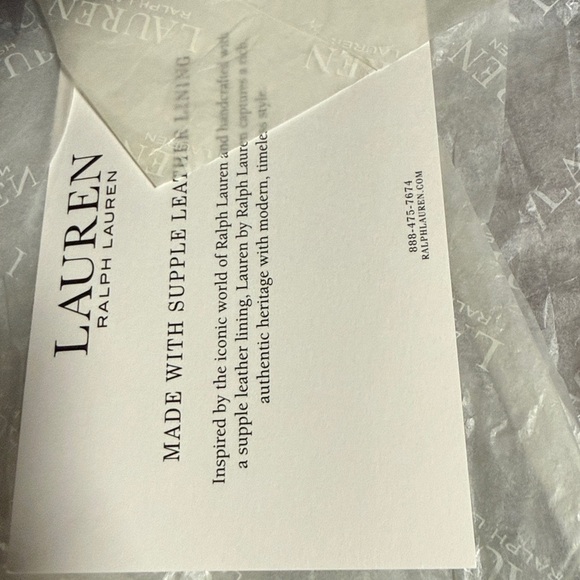 LAUREN
RALPH LAUREN
MADE WITH SUPPLE LEATHER LINING
Inspired by the iconic world of Ralph Lauren and handcrafted with
a supple leather lining, Lauren by Ralph Lauren captures a rich,
authentic heritage with modern, timeless style.
888-475-7674
RALPHLAUREN.COM